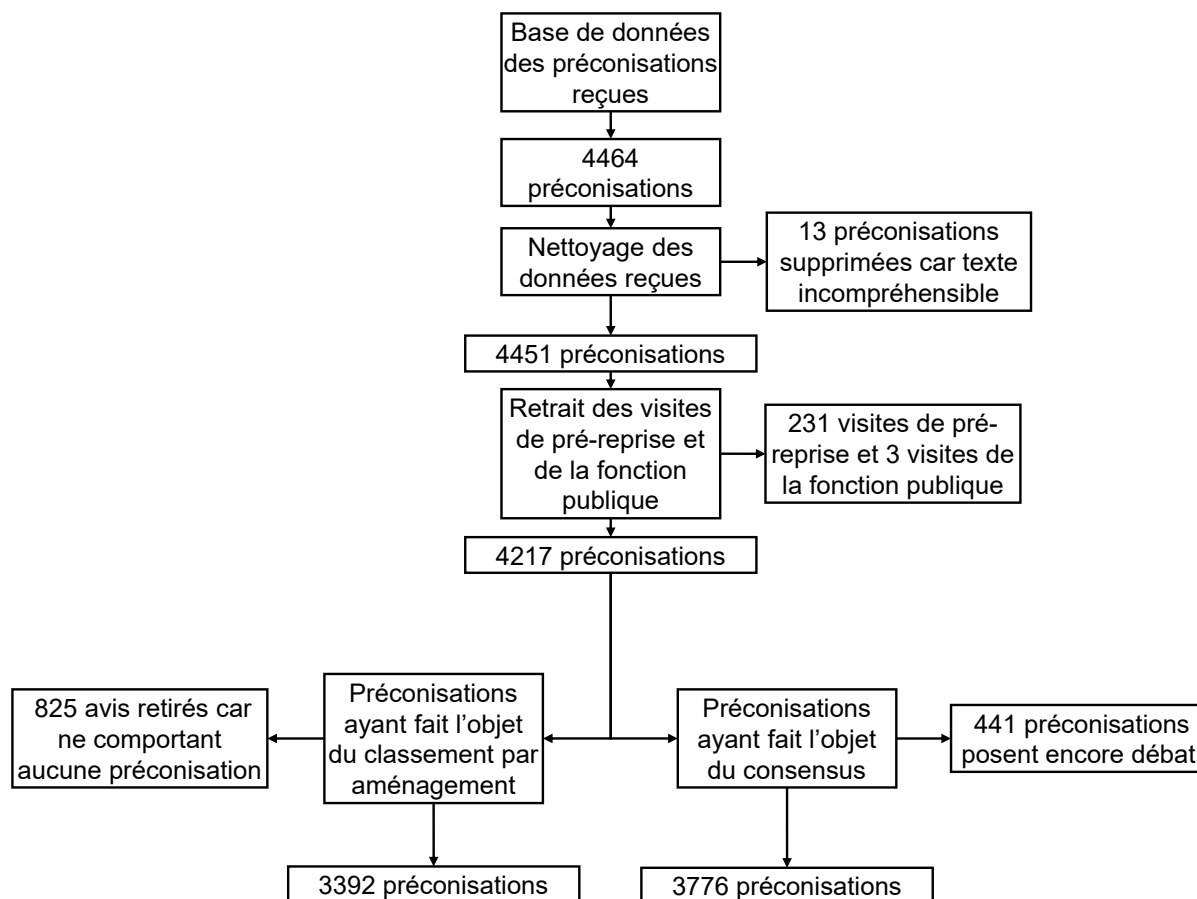 Base de données
des préconisations
reçues
4464
préconisations
Nettoyage des
données reçues
13 préconisations
supprimées car texte
incompréhensible
4451 préconisations
Retrait des visites
de pré-reprise et
de la fonction
publique
231 visites de pré-
reprise et 3 visites de
la fonction publique
4217 préconisations
825 avis retirés car
ne comportant
aucune préconisation
Préconisations
ayant fait l’objet
du classement par
aménagement
Préconisations
ayant fait l’objet
du consensus
441 préconisations
posent encore débat
3392 préconisations
3776 préconisations